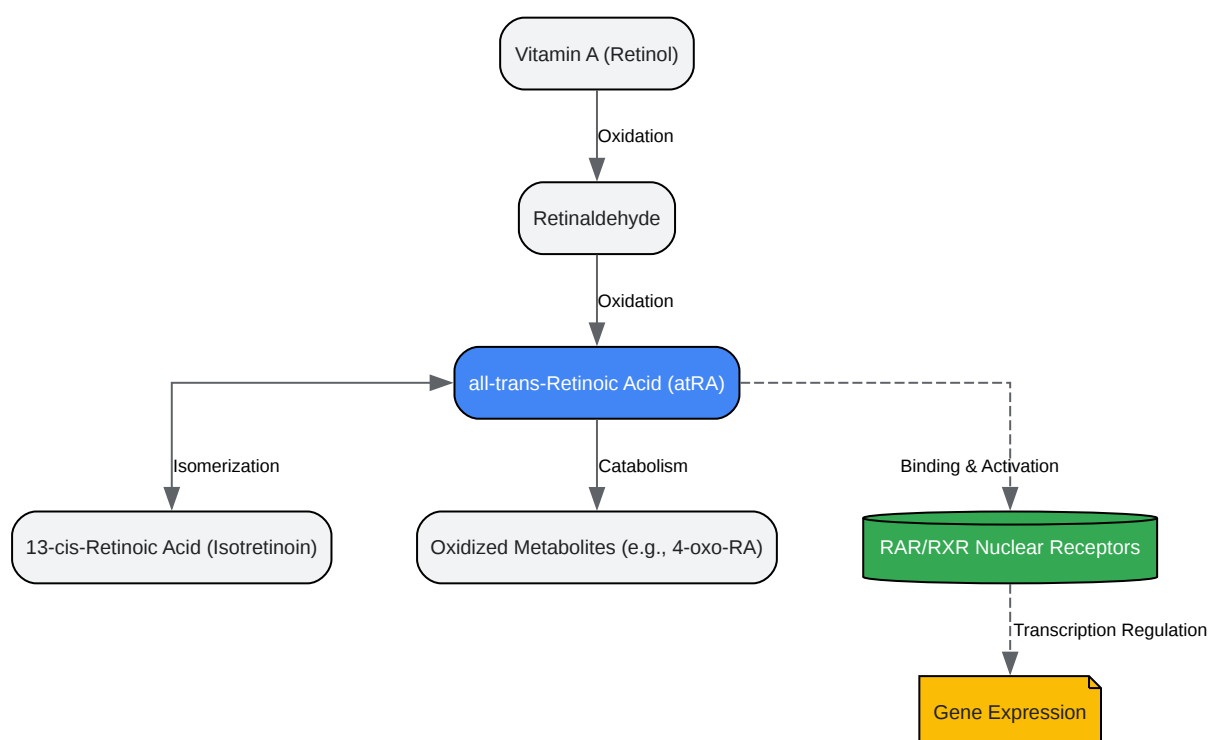 Vitamin A (Retinol)
Oxidation
Retinaldehyde
Oxidation
all-trans-Retinoic Acid (atRA)
Isomerization
Catabolism
Binding & Activation
13-cis-Retinoic Acid (Isotretinoin)
Oxidized Metabolites (e.g., 4-oxo-RA)
RAR/RXR Nuclear Receptors
Transcription Regulation
Gene Expression